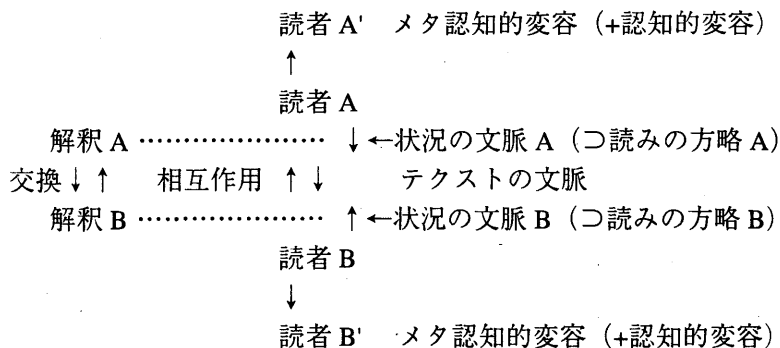 読者 A' メタ認知的変容（+認知的変容）
↑
読者 A
解釈 A ………………… ↓←状況の文脈 A（⊃読みの方略 A）
交換↓↑ 相互作用 ↑↓ テクストの文脈
解釈 B ………………… ↑←状況の文脈 B（⊃読みの方略 B）
読者 B
↓
読者 B' メタ認知的変容（+認知的変容）